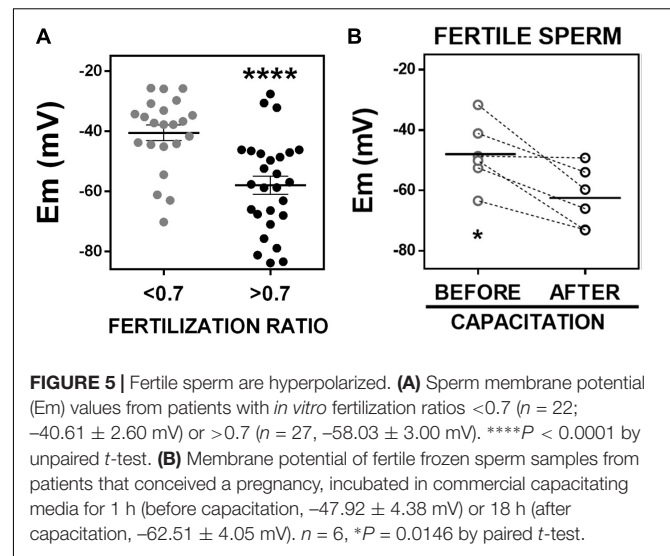 A
****
-20
-40
-60
-80
Em (mV)
<0.7 >0.7
FERTILIZATION RATIO
B
FERTILE SPERM
-20
-40
-60
-80
Em (mV)
*
BEFORE AFTER
CAPACITATION
FIGURE 5 | Fertile sperm are hyperpolarized. (A) Sperm membrane potential
(Em) values from patients with in vitro fertilization ratios <0.7 (n = 22;
–40.61 ± 2.60 mV) or >0.7 (n = 27, –58.03 ± 3.00 mV). ****P < 0.0001 by
unpaired t-test. (B) Membrane potential of fertile frozen sperm samples from
patients that conceived a pregnancy, incubated in commercial capacitating
media for 1 h (before capacitation, –47.92 ± 4.38 mV) or 18 h (after
capacitation, –62.51 ± 4.05 mV). n = 6, *P = 0.0146 by paired t-test.